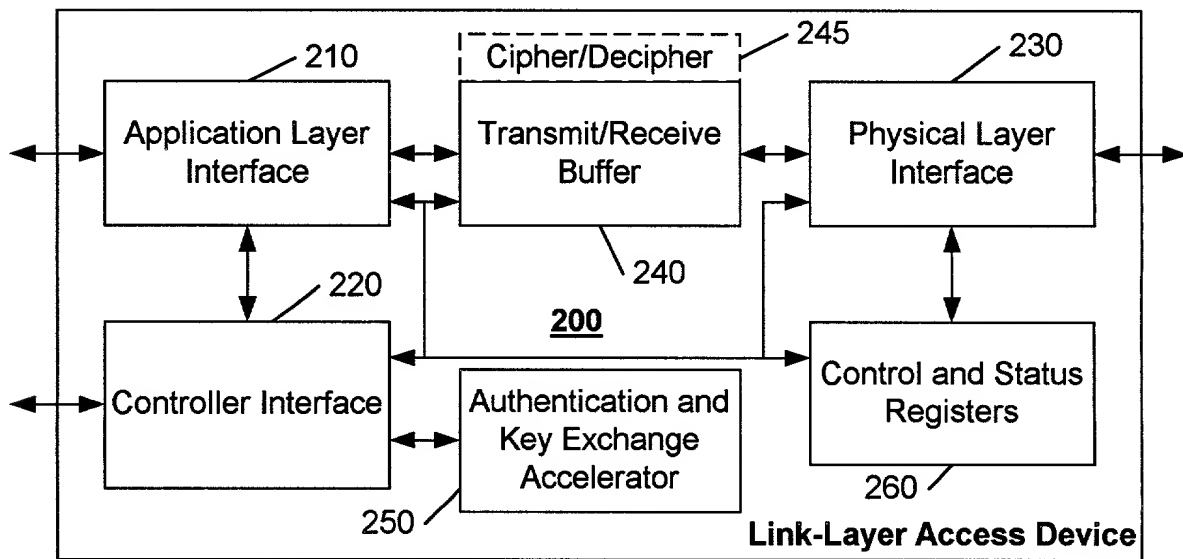 Cipher/Decipher
245
210
230
Application Layer
Interface
Transmit/Receive
Buffer
Physical Layer
Interface
240
220
200
Controller Interface
Authentication and
Key Exchange
Accelerator
Control and Status
Registers
250
260
Link-Layer Access Device